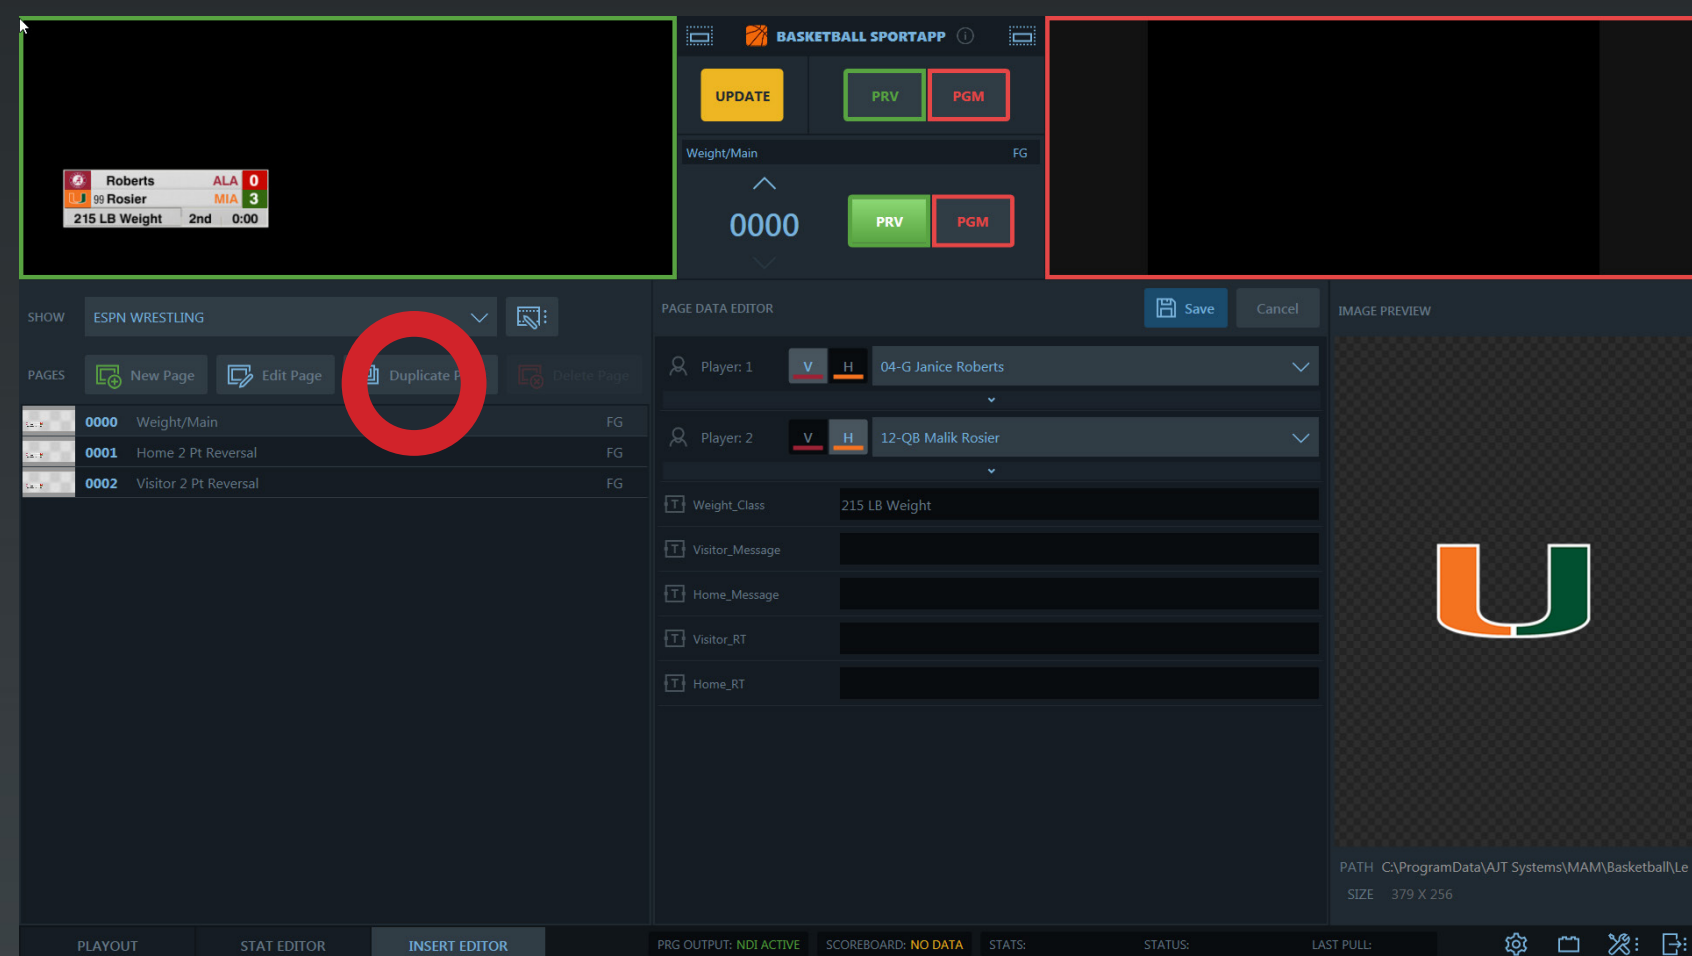 BASKETBALL SPORTAPP
UPDATE
PRV
PGM
Weight/Main
FG
0000
PRV
PGM
Roberts ALA 0
99 Rosier MIA 3
215 LB Weight 2nd 0:00
SHOW
ESPN WRESTLING
PAGES
New Page
Edit Page
Duplicate P
Delete Page
0000 Weight/Main FG
0001 Home 2 Pt Reversal FG
0002 Visitor 2 Pt Reversal FG
PAGE DATA EDITOR
Save
Cancel
Player: 1 V H 04-G Janice Roberts
Player: 2 V H 12-QB Malik Rosier
Weight_Class 215 LB Weight
Visitor_Message
Home_Message
Visitor_RT
Home_RT
IMAGE PREVIEW
PATH C:\ProgramData\AJT Systems\MAM\Basketball\Le
SIZE 379 X 256
PLAYOUT
STAT EDITOR
INSERT EDITOR
PRG OUTPUT: NDI ACTIVE
SCOREBOARD: NO DATA
STATS:
STATUS:
LAST PULL: